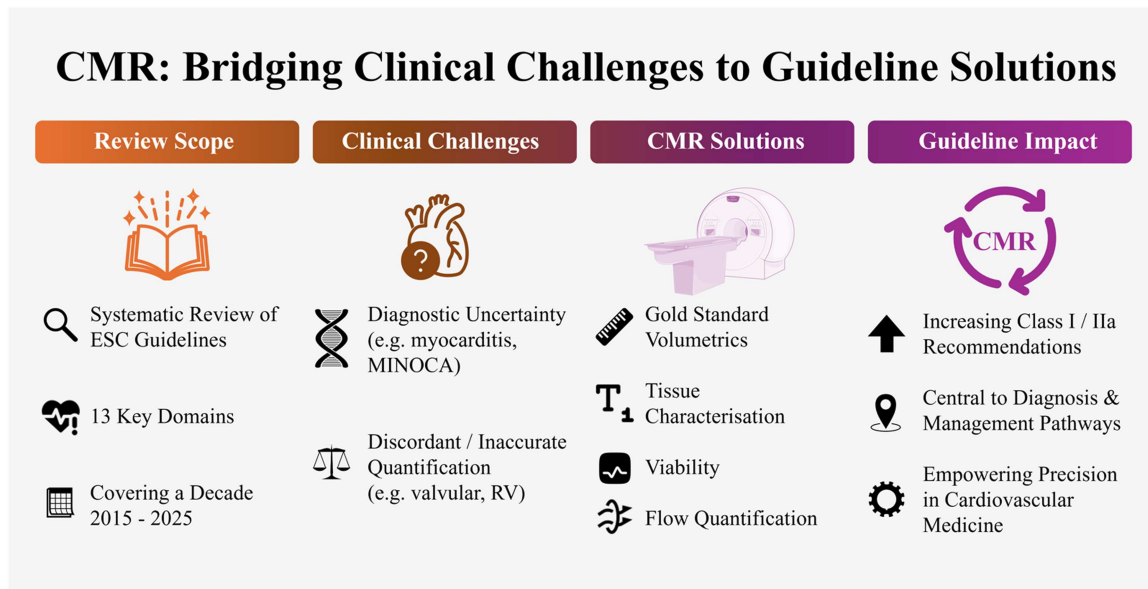 CMR: Bridging Clinical Challenges to Guideline Solutions
Review Scope
Systematic Review of
ESC Guidelines
13 Key Domains
Covering a Decade
2015 - 2025
Clinical Challenges
?
Diagnostic Uncertainty
(e.g. myocarditis,
MINOCA)
Discordant / Inaccurate
Quantification
(e.g. valvular, RV)
CMR Solutions
Gold Standard
Volumetrics
T1
Tissue
Characterisation
Viability
Flow Quantification
Guideline Impact
CMR
Increasing Class I / IIa
Recommendations
Central to Diagnosis &
Management Pathways
Empowering Precision
in Cardiovascular
Medicine